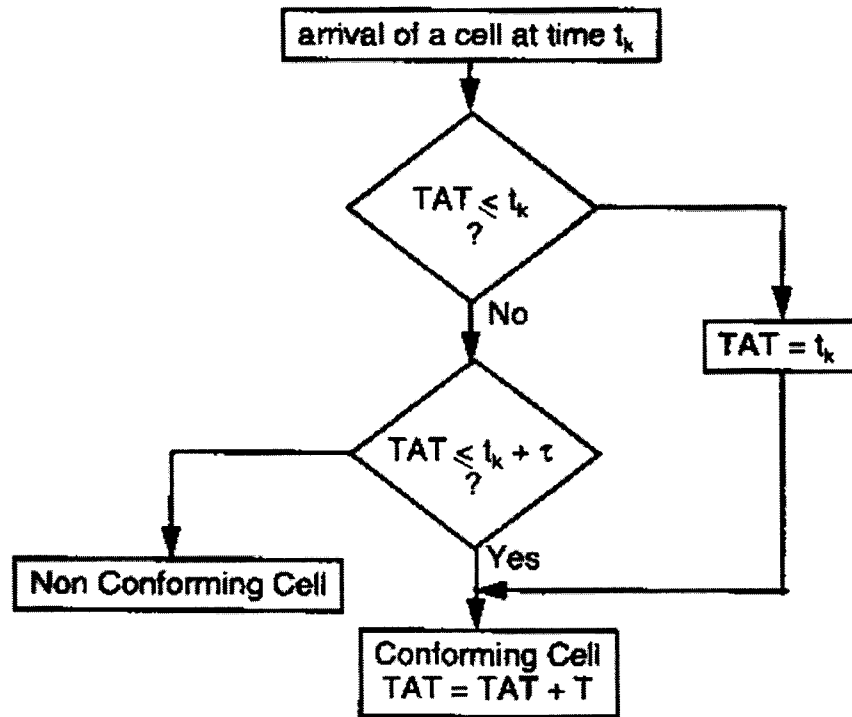 arrival of a cell at time tₖ
TAT ≤ tₖ
?
No
TAT = tₖ
TAT ≤ tₖ + τ
?
Yes
Non Conforming Cell
Conforming Cell
TAT = TAT + T